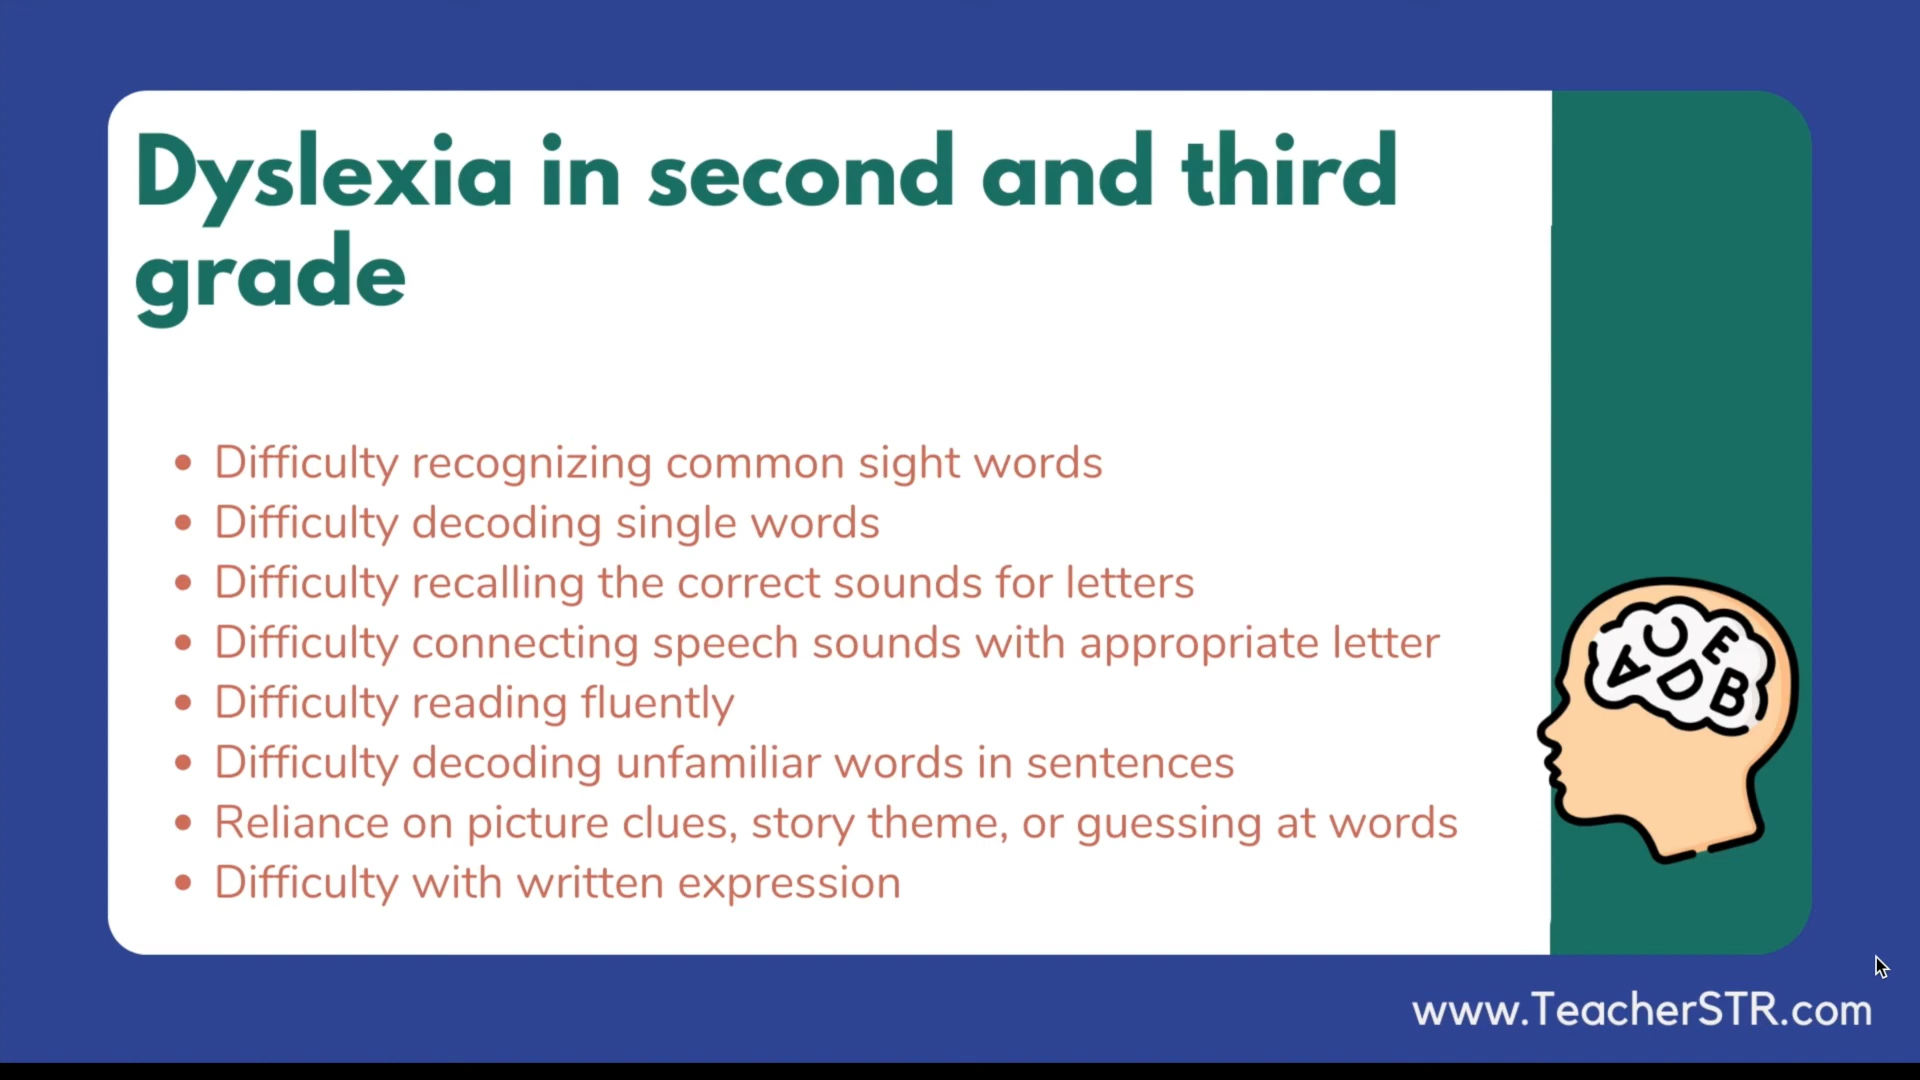 Dyslexia in second and third
grade
• Difficulty recognizing common sight words
• Difficulty decoding single words
• Difficulty recalling the correct sounds for letters
• Difficulty connecting speech sounds with appropriate letter
• Difficulty reading fluently
• Difficulty decoding unfamiliar words in sentences
• Reliance on picture clues, story theme, or guessing at words
• Difficulty with written expression
A C E D B
www.TeacherSTR.com